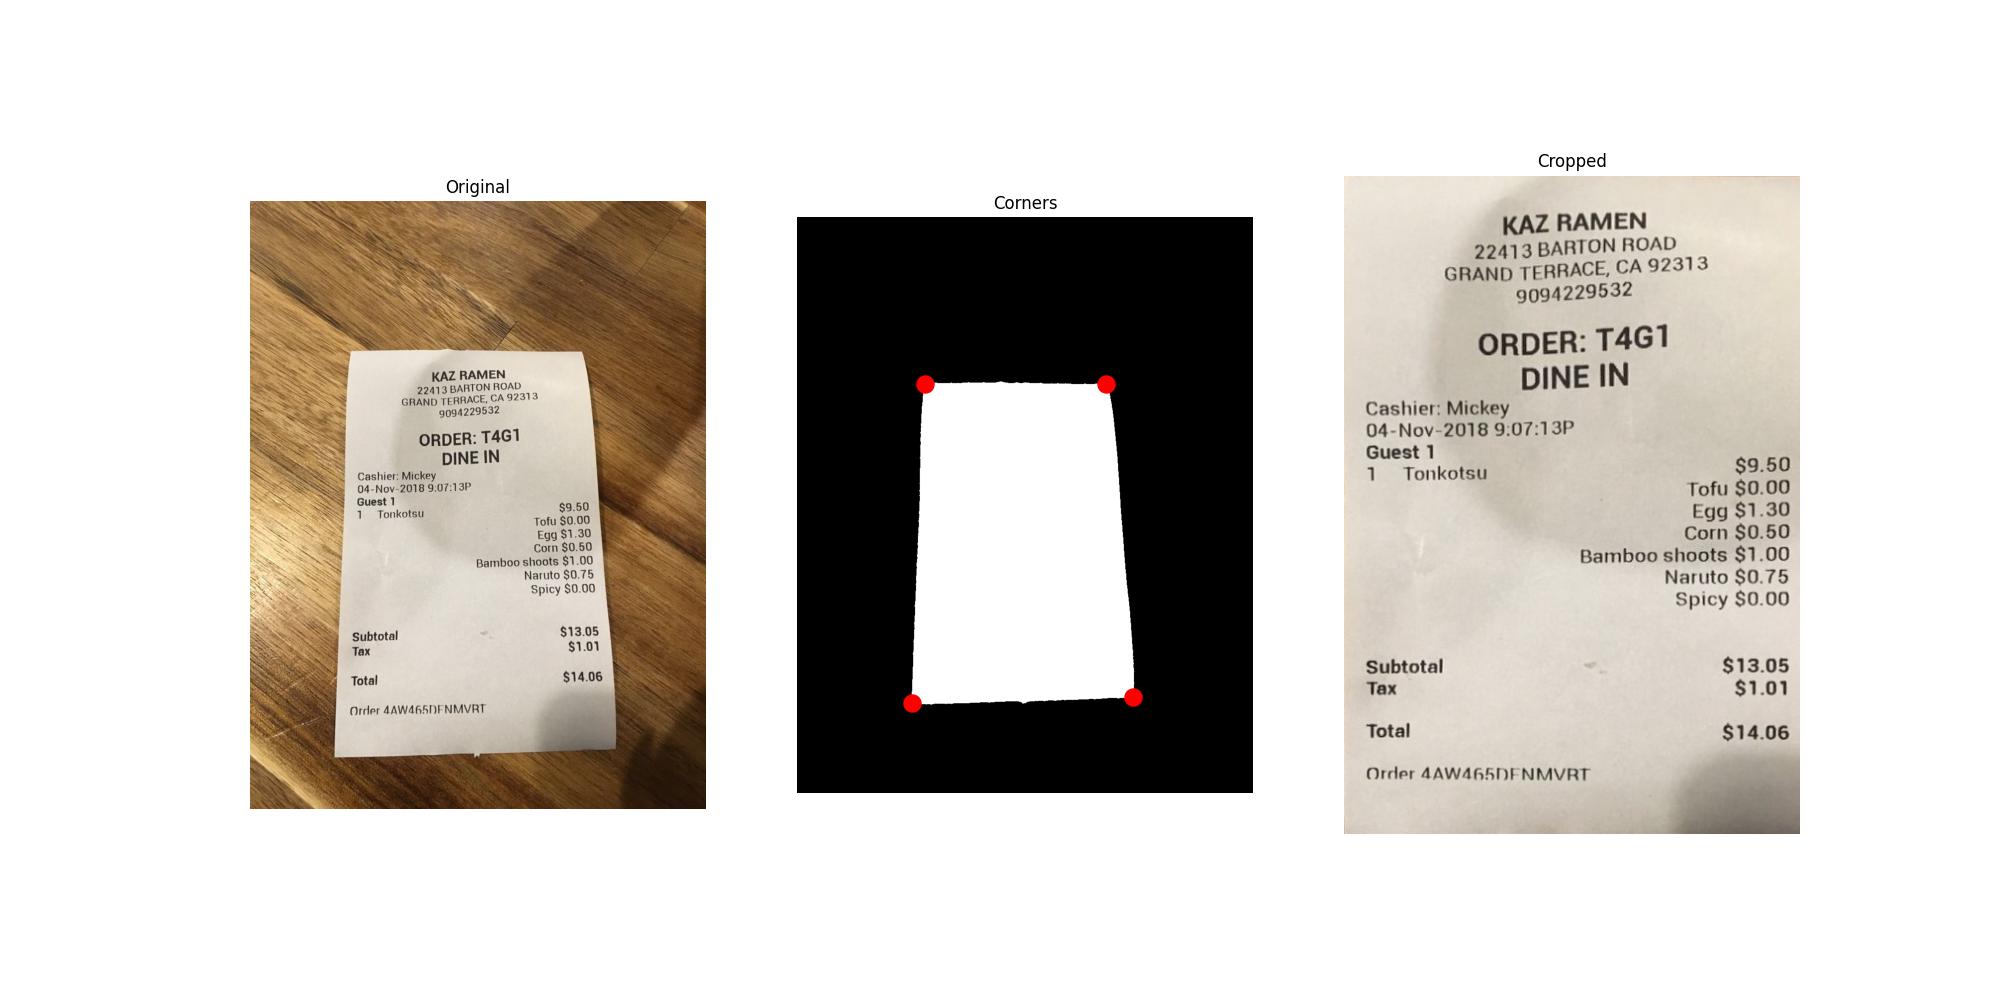 Original
KAZ RAMEN
22413 BARTON ROAD
GRAND TERRACE, CA 92313
9094229532
ORDER: T4G1
DINE IN
Cashier: Mickey
04-Nov-2018 9:07:13P
Guest 1
1 Tonkotsu
$9.50
Tofu $0.00
Egg $1.30
Corn $0.50
Bamboo shoots $1.00
Naruto $0.75
Spicy $0.00
Subtotal $13.05
Tax $1.01
Total $14.06
Order 4AW465DFNMVRT
Corners
Cropped
KAZ RAMEN
22413 BARTON ROAD
GRAND TERRACE, CA 92313
9094229532
ORDER: T4G1
DINE IN
Cashier: Mickey
04-Nov-2018 9:07:13P
Guest 1
1 Tonkotsu
$9.50
Tofu $0.00
Egg $1.30
Corn $0.50
Bamboo shoots $1.00
Naruto $0.75
Spicy $0.00
Subtotal $13.05
Tax $1.01
Total $14.06
Order 4AW465DFNMVRT